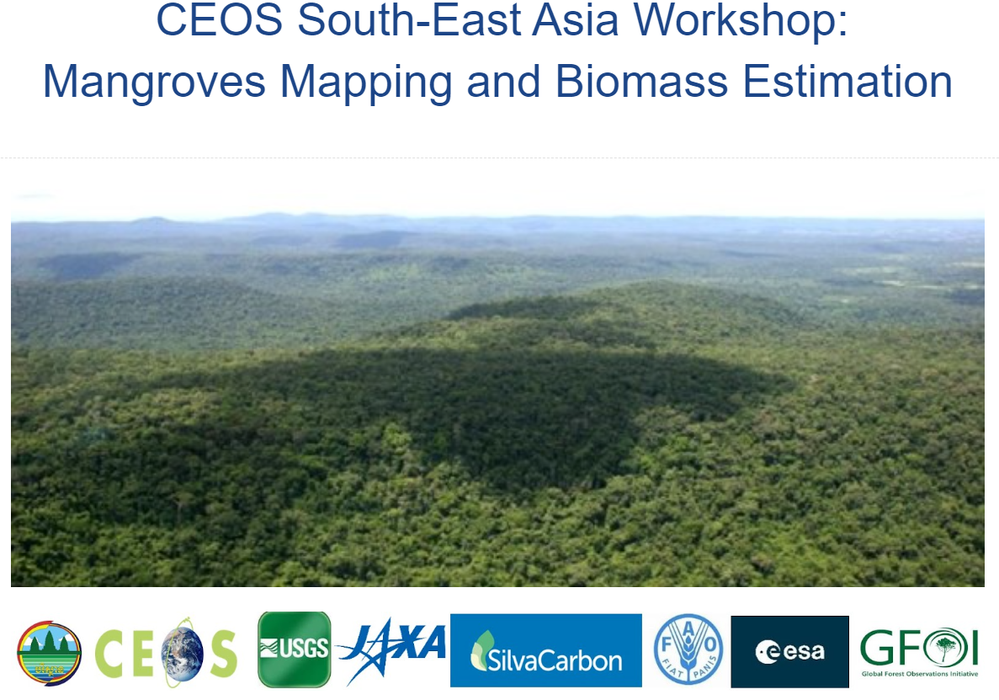 CEOS South-East Asia Workshop:
Mangroves Mapping and Biomass Estimation
CEOS
USGS
JAXA
SilvaCarbon
FAO
FIAT PANIS
esa
GFOI
Global Forest Observations Initiative